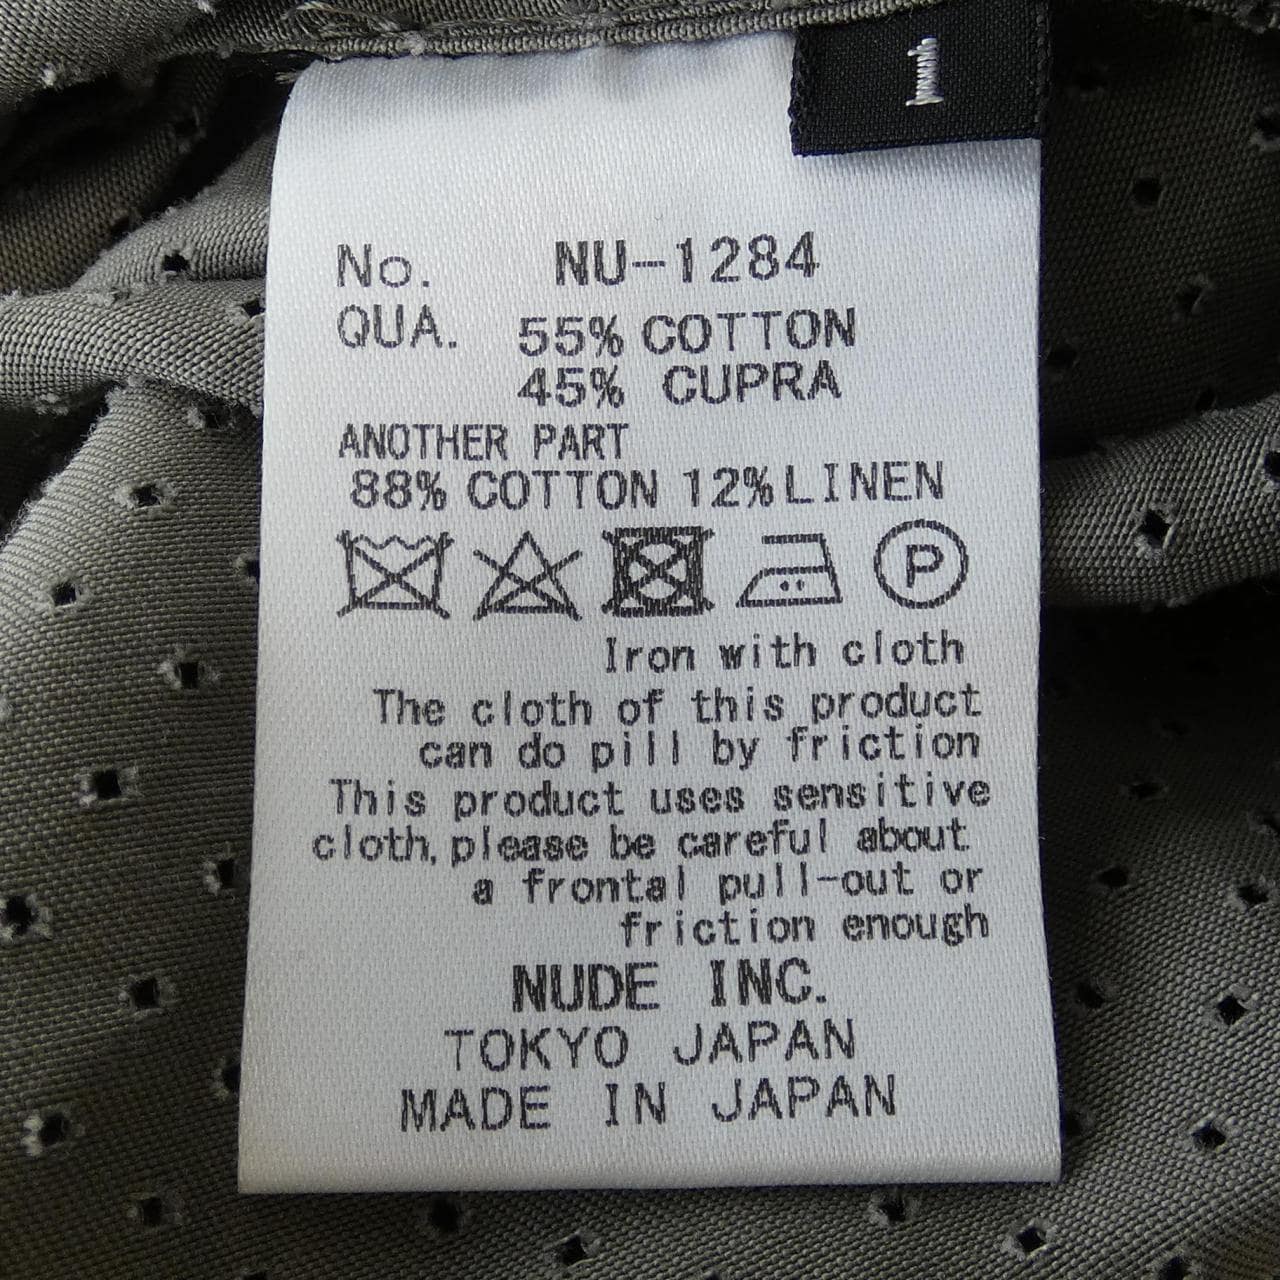 1
No. NU-1284
QUA. 55% COTTON
45% CUPRA
ANOTHER PART
88% COTTON 12% LINEN
P
Iron with cloth
The cloth of this product
can do pill by friction
This product uses sensitive
cloth, please be careful about
a frontal pull-out or
friction enough
NUDE INC.
TOKYO JAPAN
MADE IN JAPAN